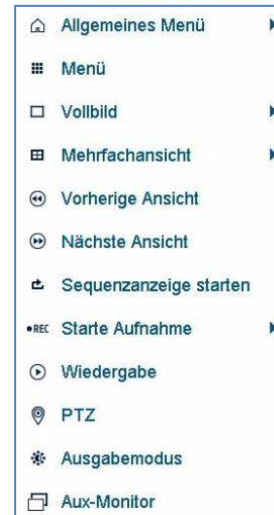 Allgemeines Menü
Menü
Vollbild
Mehrfachansicht
Vorherige Ansicht
Nächste Ansicht
Sequenzanzeige starten
REC Starte Aufnahme
Wiedergabe
PTZ
Ausgabemodus
Aux-Monitor